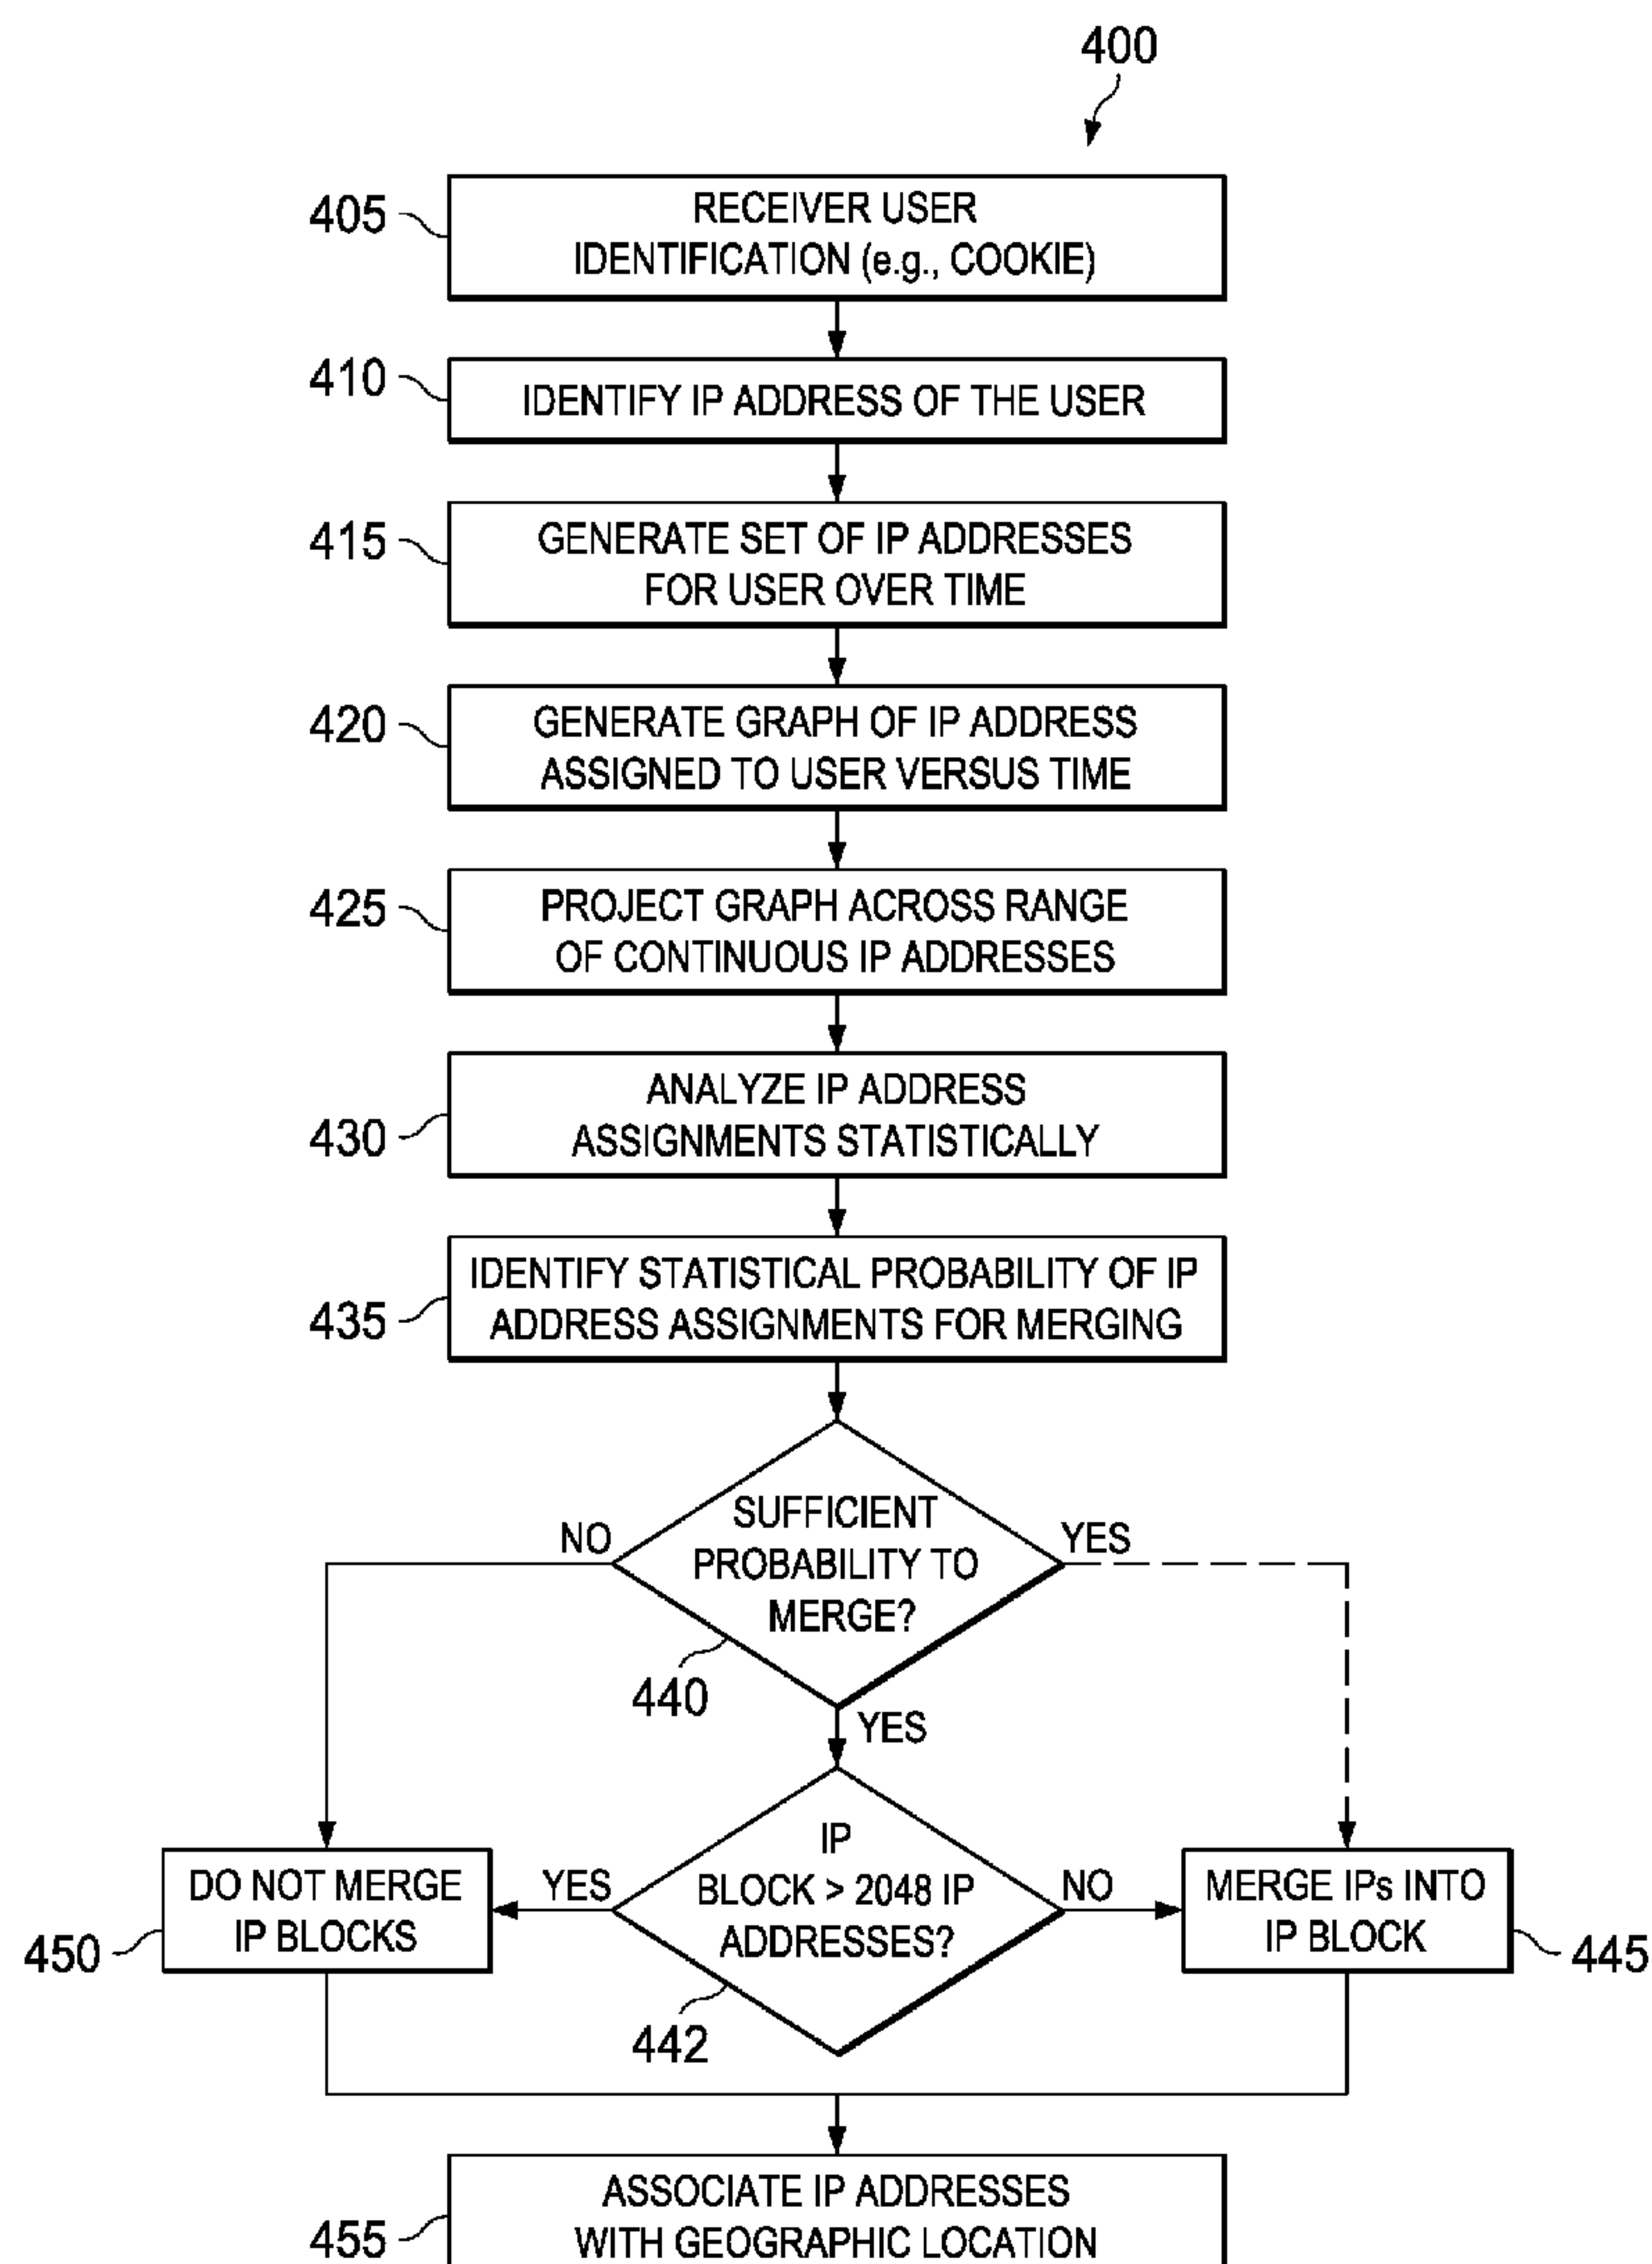 400
405
RECEIVER USER
IDENTIFICATION (e.g., COOKIE)
410
IDENTIFY IP ADDRESS OF THE USER
415
GENERATE SET OF IP ADDRESSES
FOR USER OVER TIME
420
GENERATE GRAPH OF IP ADDRESS
ASSIGNED TO USER VERSUS TIME
425
PROJECT GRAPH ACROSS RANGE
OF CONTINUOUS IP ADDRESSES
430
ANALYZE IP ADDRESS
ASSIGNMENTS STATISTICALLY
435
IDENTIFY STATISTICAL PROBABILITY OF IP
ADDRESS ASSIGNMENTS FOR MERGING
NO
SUFFICIENT
PROBABILITY TO
MERGE?
YES
440
YES
DO NOT MERGE
IP BLOCKS
450
YES
IP
BLOCK > 2048 IP
ADDRESSES?
NO
442
MERGE IPs INTO
IP BLOCK
445
455
ASSOCIATE IP ADDRESSES
WITH GEOGRAPHIC LOCATION